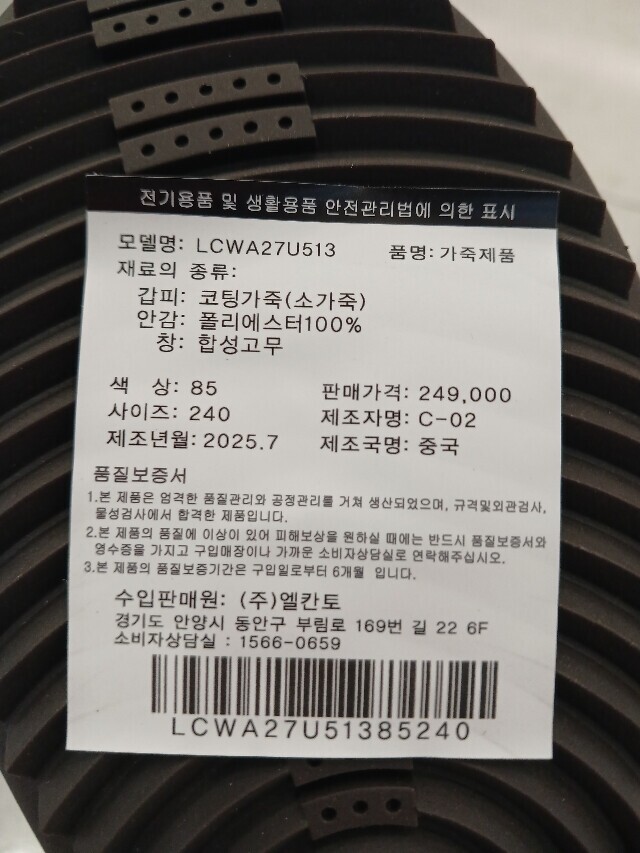 전기용품 및 생활용품 안전관리법에 의한 표시
모델명: LCWA27U513 품명: 가죽제품
재료의 종류:
갑피: 코팅가죽(소가죽)
안감: 폴리에스터100%
창: 합성고무
색 상: 85 판매가격: 249,000
사이즈: 240 제조자명: C-02
제조년월: 2025.7 제조국명: 중국
품질보증서
1.본 제품은 엄격한 품질관리와 공정관리를 거쳐 생산되었으며, 규격및외관검사,
물성검사에서 합격한 제품입니다.
2.본 제품의 품질에 이상이 있어 피해보상을 원하실 때에는 반드시 품질보증서와
영수증을 가지고 구입매장이나 가까운 소비자상담실로 연락해주십시오.
3.본 제품의 품질보증기간은 구입일로부터 6개월 입니다.
수입판매원: (주)엘칸토
경기도 안양시 동안구 부림로 169번 길 22 6F
소비자상담실 : 1566-0659
LCWA27U51385240